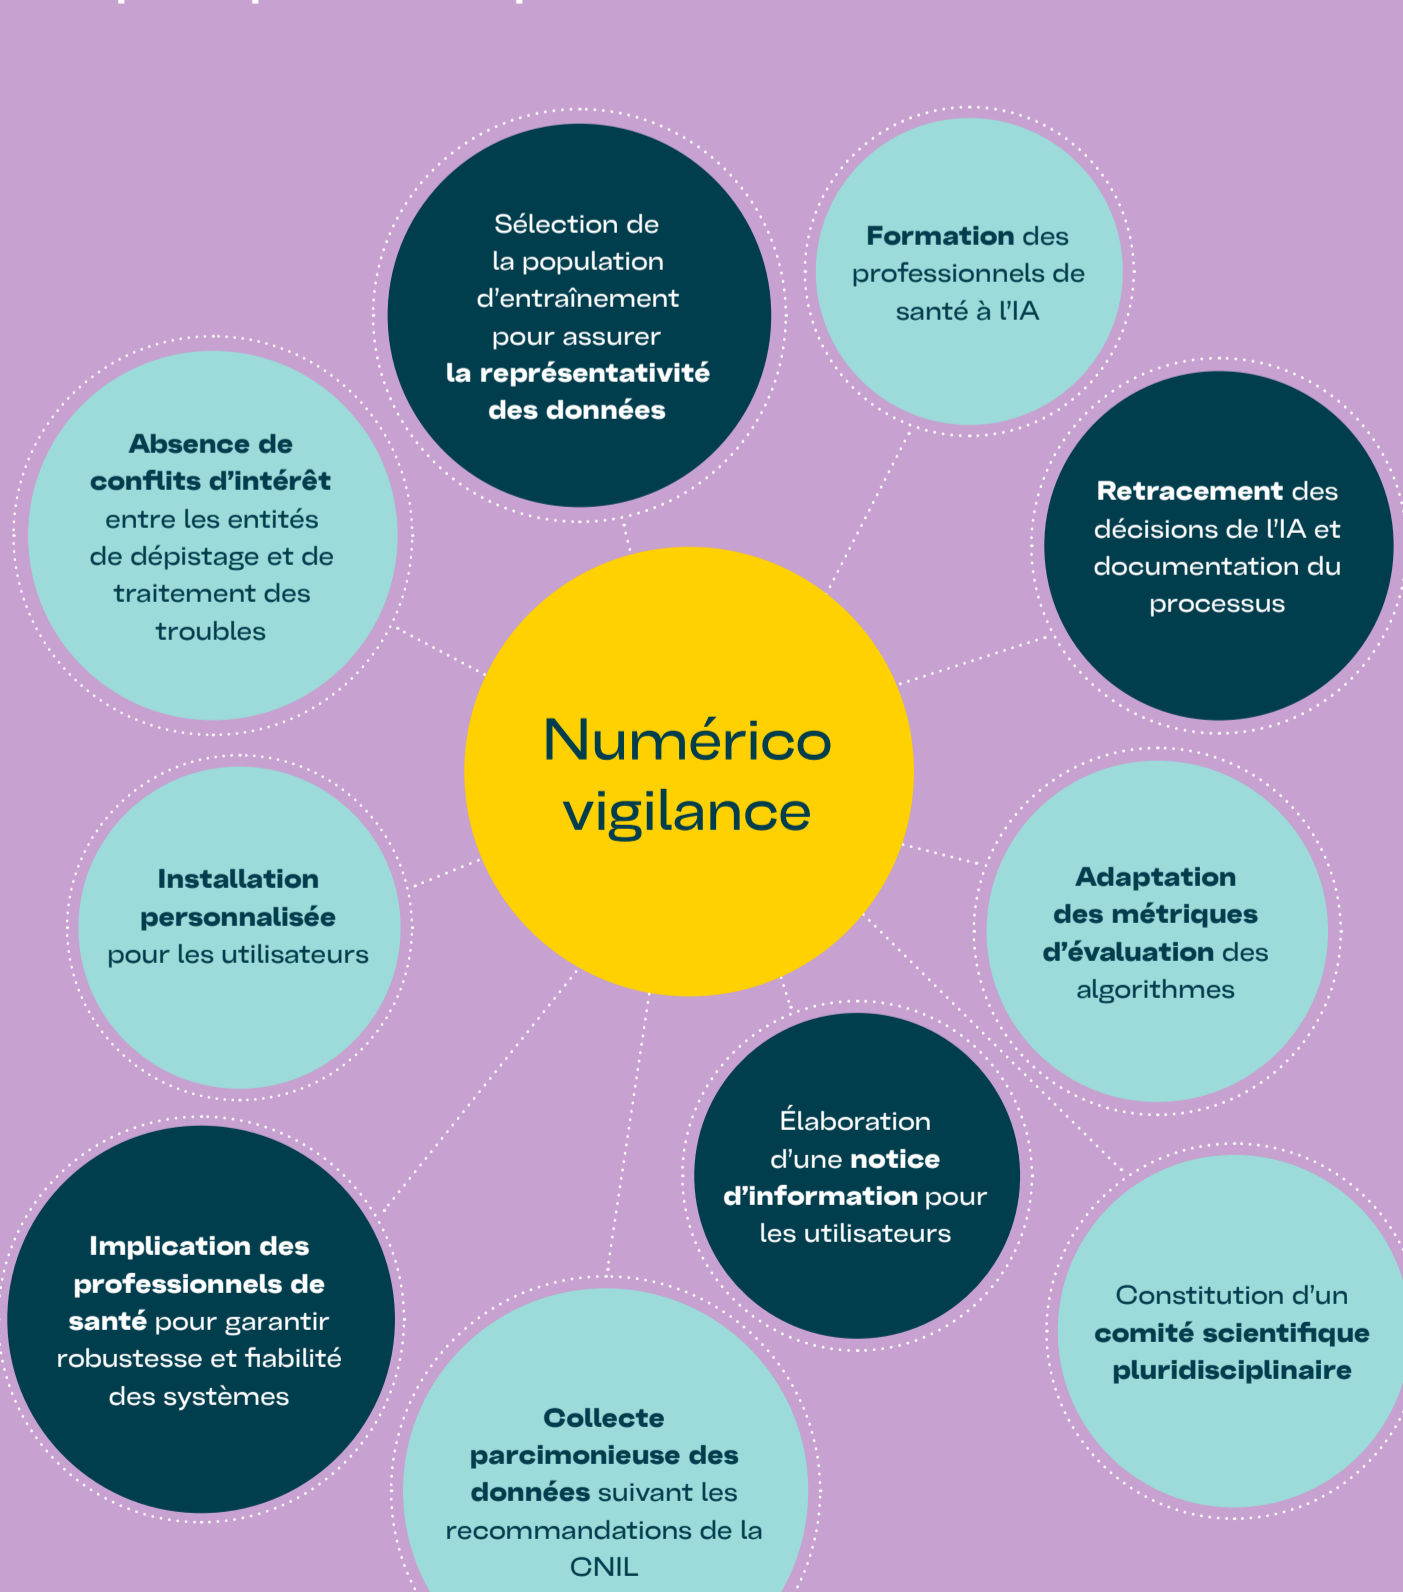 Sélection de
la population
d'entraînement
pour assurer
la représentativité
des données
Formation des
professionnels de
santé à l'IA
Absence de
conflits d'intérêt
entre les entités
de dépistage et de
traitement des
troubles
Retracement des
décisions de l'IA et
documentation du
processus
Numérico
vigilance
Installation
personnalisée
pour les utilisateurs
Adaptation
des métriques
d'évaluation des
algorithmes
Élaboration
d'une notice
d'information pour
les utilisateurs
Implication des
professionnels de
santé pour garantir
robustesse et fiabilité
des systèmes
Constitution d'un
comité scientifique
pluridisciplinaire
Collecte
parcimonieuse des
données suivant les
recommandations de la
CNIL